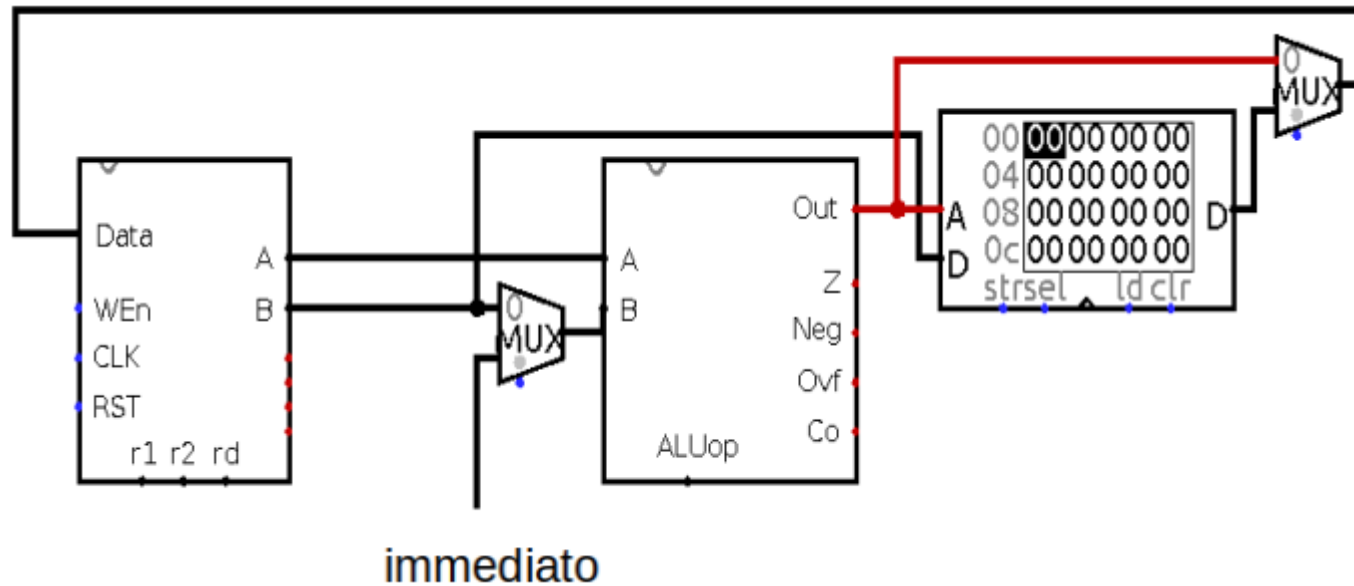 Data
WEn
CLK
RST
A
B
r1 r2 rd
0
MUX
immediato
A
B
ALUop
Out
Z
Neg
Ovf
Co
A
D
00 00 00 00 00
04 00 00 00 00
08 00 00 00 00
0c 00 00 00 00
str sel ld clr
D
0
MUX